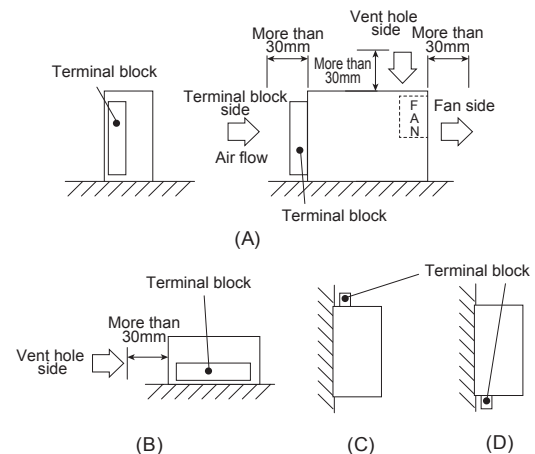 Vent hole
side
More than
30mm
More than
30mm
More than
30mm
Terminal block
Terminal block
side
Air flow
F
A
N
Fan side
Terminal block
(A)
Terminal block
More than
30mm
Vent hole
side
(B)
Terminal block
(C)
(D)